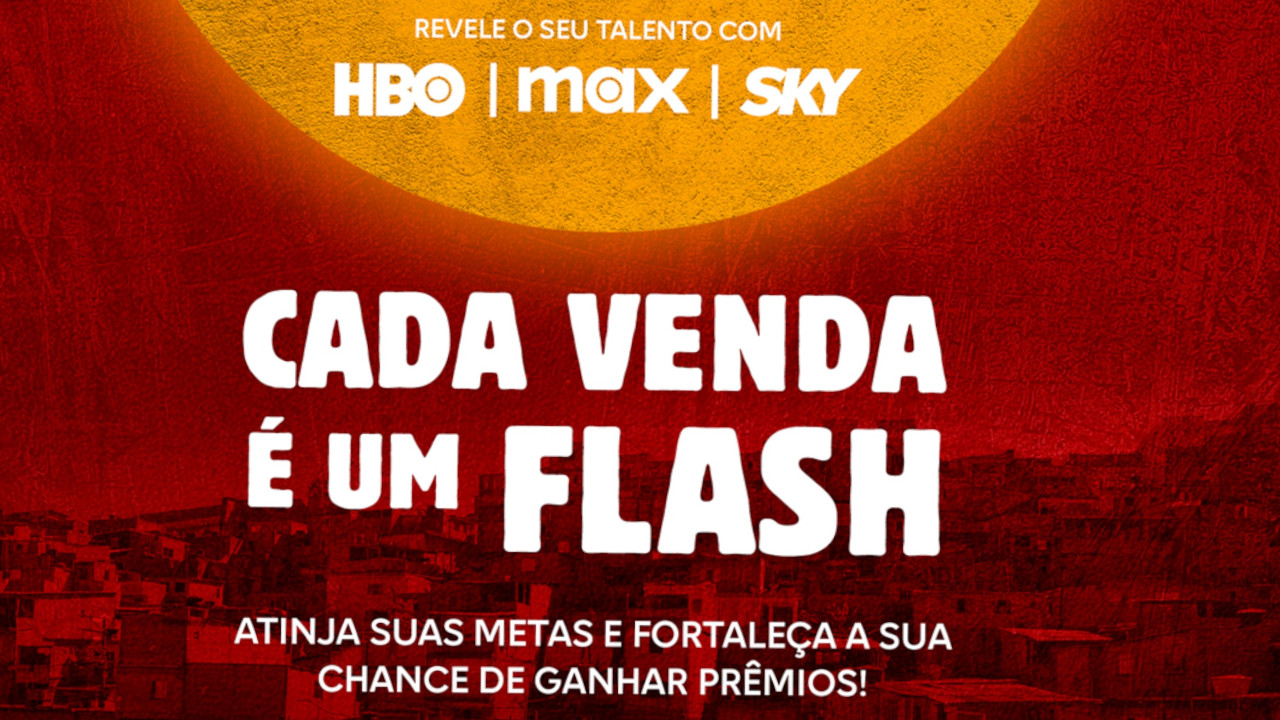 REVELE O SEU TALENTO COM
HBO | max | SKY
CADA VENDA
É UM FLASH
ATINJA SUAS METAS E FORTALEÇA A SUA
CHANCE DE GANHAR PRÊMIOS!